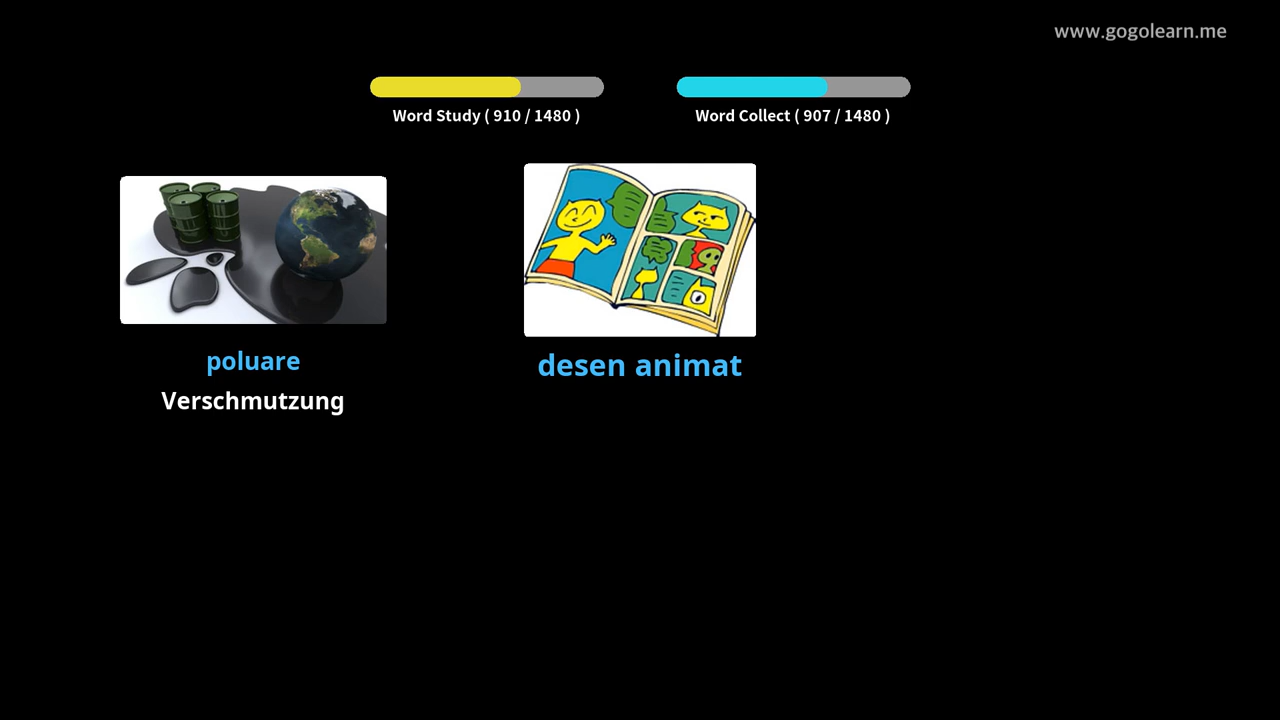 www.gogolearn.me
Word Study ( 910 / 1480 )
Word Collect ( 907 / 1480 )
poluare
Verschmutzung
desen animat